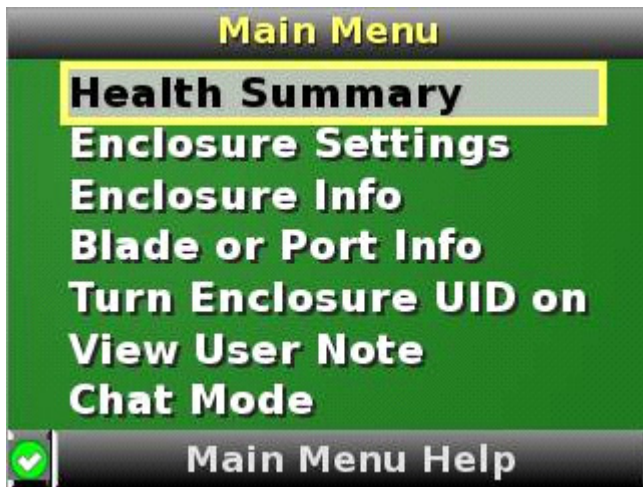 Main Menu
Health Summary
Enclosure Settings
Enclosure Info
Blade or Port Info
Turn Enclosure UID on
View User Note
Chat Mode
Main Menu Help